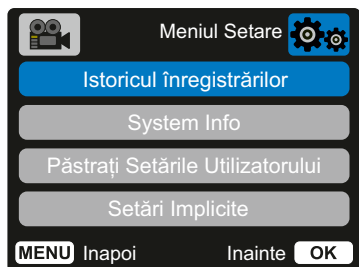 Meniul Setare
Istoricul înregistrărilor
System Info
Păstrați Setările Utilizatorului
Setări Implicite
MENU Inapoi Inainte OK